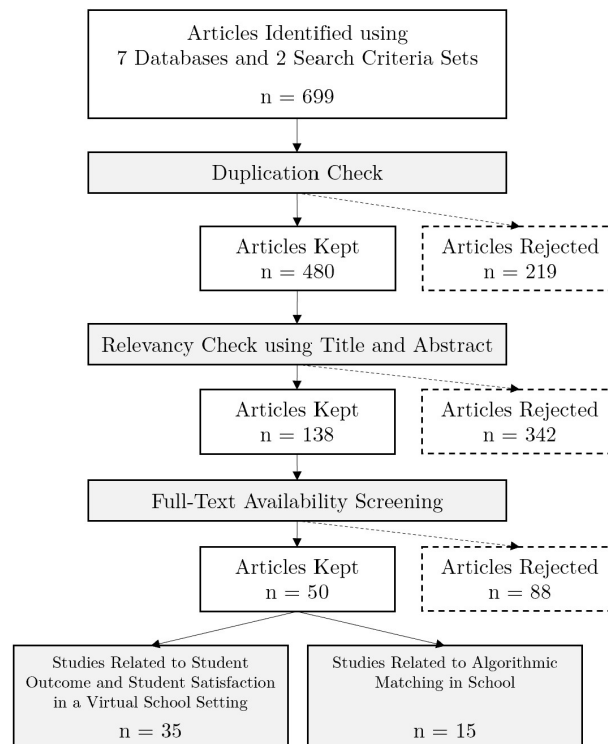 Articles Identified using
7 Databases and 2 Search Criteria Sets
n = 699
Duplication Check
Articles Kept
n = 480
Articles Rejected
n = 219
Relevancy Check using Title and Abstract
Articles Kept
n = 138
Articles Rejected
n = 342
Full-Text Availability Screening
Articles Kept
n = 50
Articles Rejected
n = 88
Studies Related to Student
Outcome and Student Satisfaction
in a Virtual School Setting
n = 35
Studies Related to Algorithmic
Matching in School
n = 15